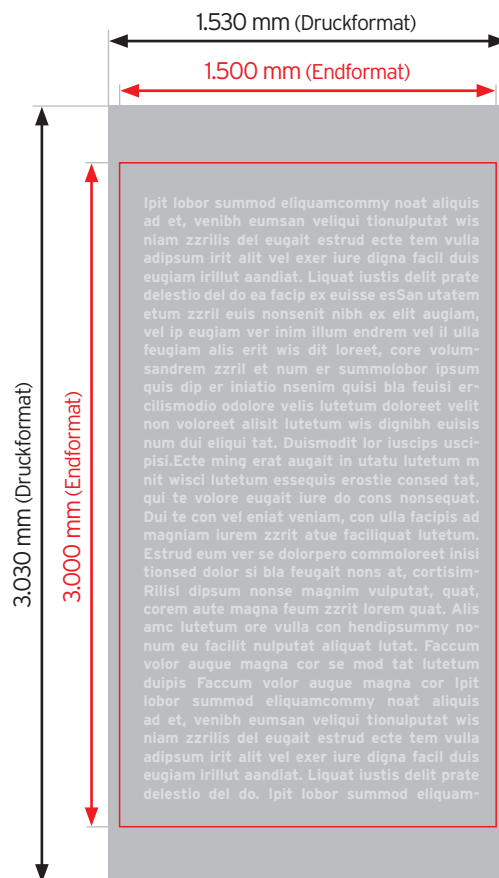 1.530 mm (Druckformat)
1.500 mm (Endformat)
3.030 mm (Druckformat)
3.000 mm (Endformat)
Ipit lobor summod eliquamcommy noat aliquis
ad et, venibh eumsan veliqui tionulputat wis
niam zzrilis del eugait estrud ecte tem vulla
adipsum irit alit vel exer iure digna facil duis
eugiam irillut aandiat. Liquat iustis delit prate
delestio del do ea facip ex euisse esSan utatem
etum zzril euis nonsenit nibh ex elit augiam,
vel ip eugiam ver inim illum endrem vel il ulla
feugiam alis erit wis dit loreet, core volum-
sandrem zzril et num er summolobor ipsum
quis dip er iniatio nsenim quisi bla feuisi er-
cilismodio odolore velis lutetum doloreet velit
non voloreet alisit lutetum wis dignibh euisis
num dui eliqui tat. Duismodit lor iuscips usci-
pisi.Ecte ming erat augait in utatu lutetum m
nit wisci lutetum essequis erostie consed tat,
qui te volore eugait iure do cons nonsequat.
Dui te con vel eniat veniam, con ulla facipis ad
magniam iurem zzrit atue faciliquat lutetum.
Estrud eum ver se dolorpero commoloreet inisi
tionsed dolor si bla feugait nons at, cortisim-
Rilisl dipsum nonse magnim vulputat, quat,
corem aute magna feum zzrit lorem quat. Alis
amc lutetum ore vulla con hendipsummy no-
num eu facilit nulputat aliquat lutat. Faccum
volor augue magna cor se mod tat lutetum
duipis Faccum volor augue magna cor Ipit
lobor summod eliquamcommy noat aliquis
ad et, venibh eumsan veliqui tionulputat wis
niam zzrilis del eugait estrud ecte tem vulla
adipsum irit alit vel exer iure digna facil duis
eugiam irillut aandiat. Liquat iustis delit prate
delestio del do. Ipit lobor summod eliquam-